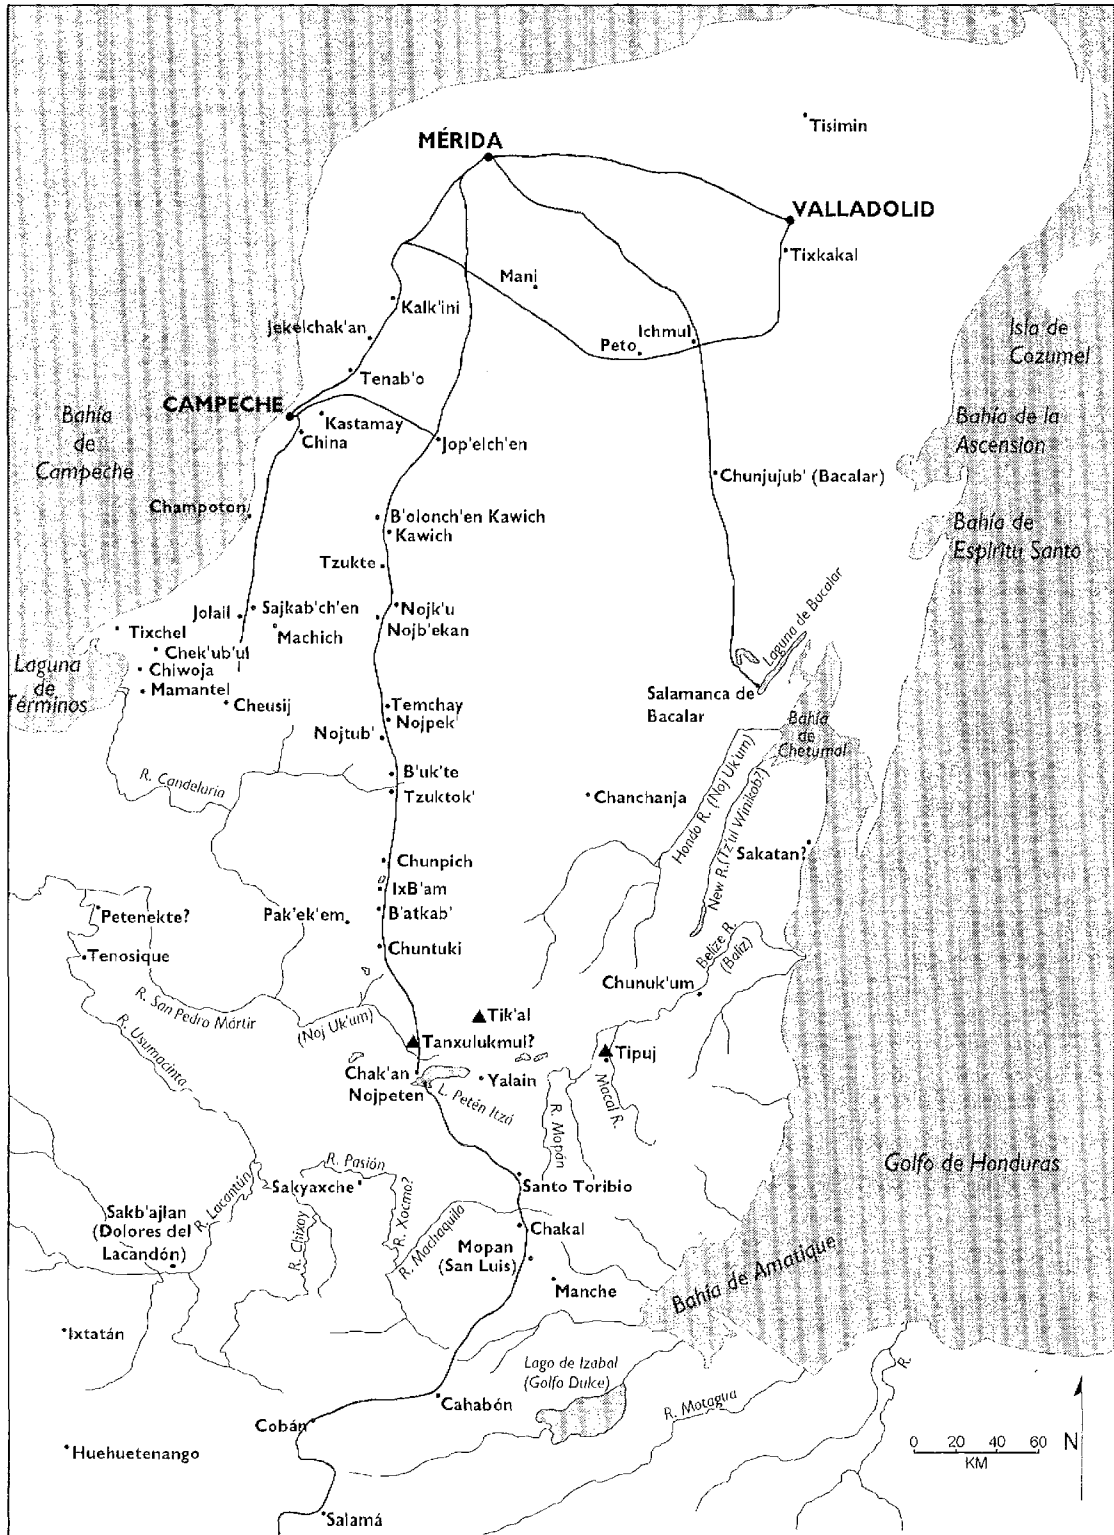 Tisimin
MÉRIDA
VALLADOLID
Tixkakal
Mani
Kalk'ini
Isla de
Cozumel
Jekelchak'an
Ichmul
Peto
Tenab'o
CAMPECHE
Bahía
de
Campeche
Kastamay
China
Jop'elch'en
Bahía de la
Ascension
Chunjujub' (Bacalar)
Champoton
B'olonch'en Kawich
Kawich
Bahía de
Espíritu Santo
Tzukte
Laguna de Bacalar
Jolail
Sajkab'ch'en
Nojk'u
Nojb'ekan
Tixchel
Machich
Chek'ub'ul
Chiwoja
Laguna
de
Términos
Mamantel
Cheusij
Salamanca de
Bacalar
Temchay
Nojpek'
Nojtub'
Bahía
de
Chetumal
B'uk'te
Tzuktok'
R. Candelaria
Chanchanja
Hondo R. (Noj Uk'um)
New R. (Tz'ul Winikob?)
Sakatan?
Chunpich
IxB'am
Petenekte?
Pak'ek'em
B'atkab'
Tenosique
Chuntuki
Belize R.
(Baliz)
Chunuk'um
R. San Pedro Mártir
(Noj Uk'um)
Tik'al
R. Usumacinta
Tanxulukmul?
Tipuj
Chak'an
Nojpeten
Yalain
L. Petén Itzá
R. Mopán
Macal R.
Golfo de Honduras
R. Pasión
Sakyaxche
Santo Toribio
R. Lacantún
R. Xocmo?
Sakb'ajlan
(Dolores del
Lacandón)
R. Chixoy
R. Machaquila
Chakal
Mopan
(San Luis)
Manche
Bahía de Amatique
Ixtatán
Lago de Izabal
(Golfo Dulce)
R.
Cahabón
R. Motagua
Cobán
Huehuetenango
0 20 40 60
KM
N
Salamá